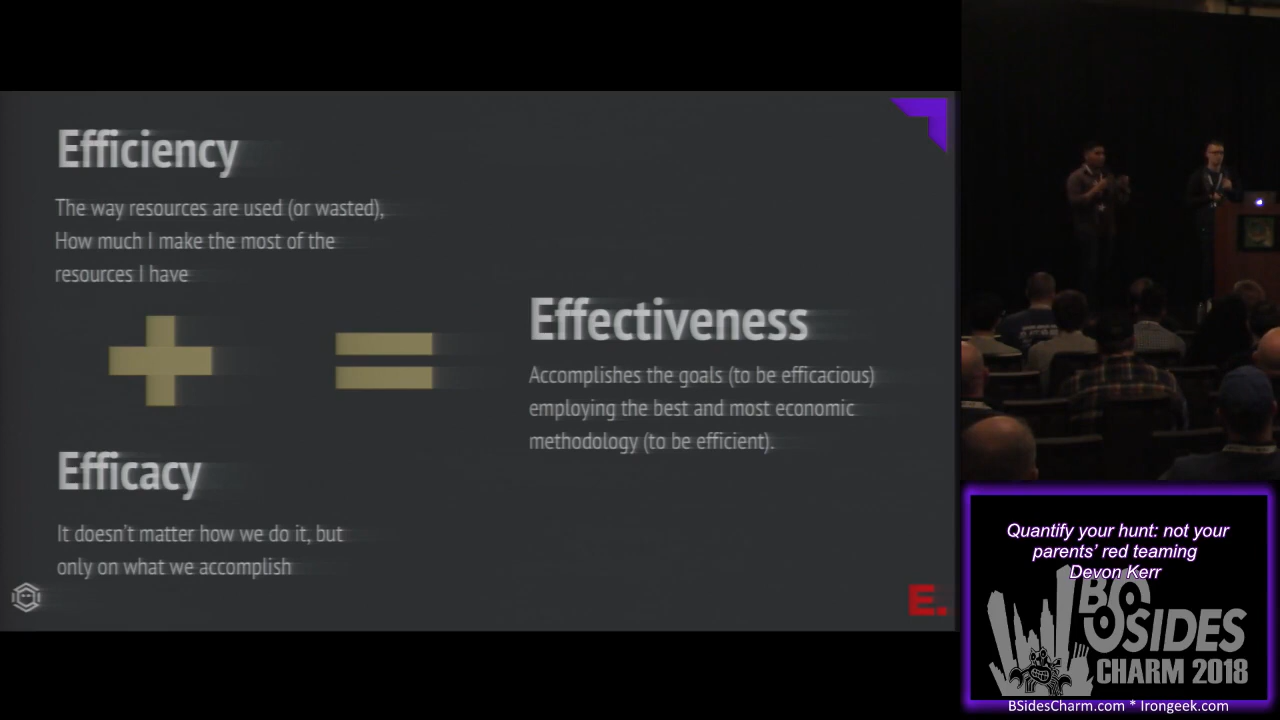 Efficiency
The way resources are used (or wasted),
How much I make the most of the
resources I have
Effectiveness
Accomplishes the goals (to be efficacious)
employing the best and most economic
methodology (to be efficient).
Efficacy
It doesn't matter how we do it, but
only on what we accomplish
E.
Quantify your hunt: not your
parents' red teaming
Devon Kerr
BSIDES
CHARM 2018
BSidesCharm.com * Irongeek.com